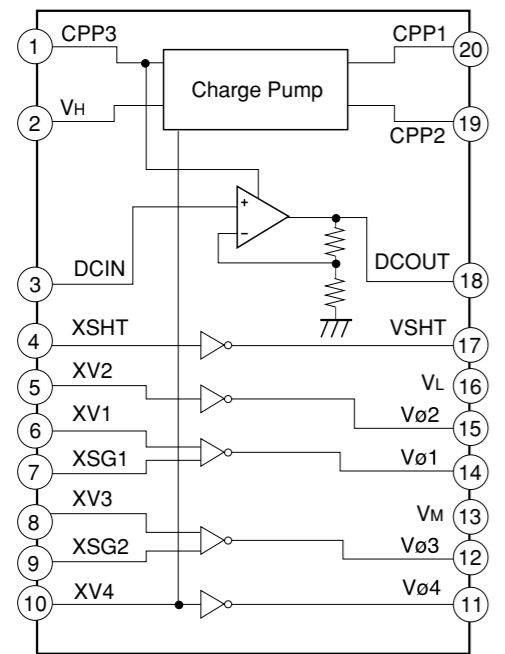 1 CPP3 CPP1 20
Charge Pump
2 VH CPP2 19
+
−
3 DCIN DCOUT 18
4 XSHT VSHT 17
5 XV2 VL 16
6 XV1 Vø2 15
7 XSG1 Vø1 14
8 XV3 VM 13
9 XSG2 Vø3 12
10 XV4 Vø4 11